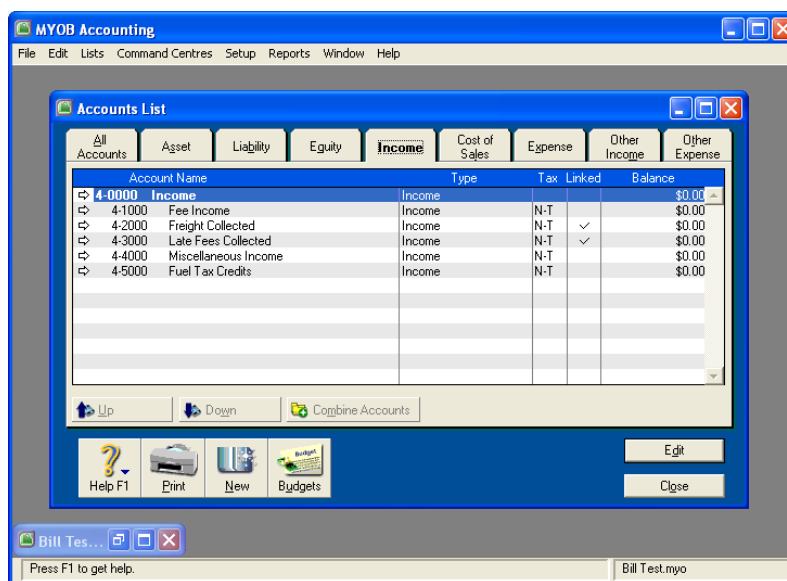 MYOB Accounting
File Edit Lists Command Centres Setup Reports Window Help
Accounts List
All Accounts
Asset
Liability
Equity
Income
Cost of Sales
Expense
Other Income
Other Expense
Account Name Type Tax Linked Balance
4-0000 Income Income $0.00
4-1000 Fee Income Income N-T $0.00
4-2000 Freight Collected Income N-T $0.00
4-3000 Late Fees Collected Income N-T $0.00
4-4000 Miscellaneous Income Income N-T $0.00
4-5000 Fuel Tax Credits Income N-T $0.00
Up Down Combine Accounts
Budget
Help F1 Print New Budgets
Edit
Close
Bill Tes...
Press F1 to get help. Bill Test.myo